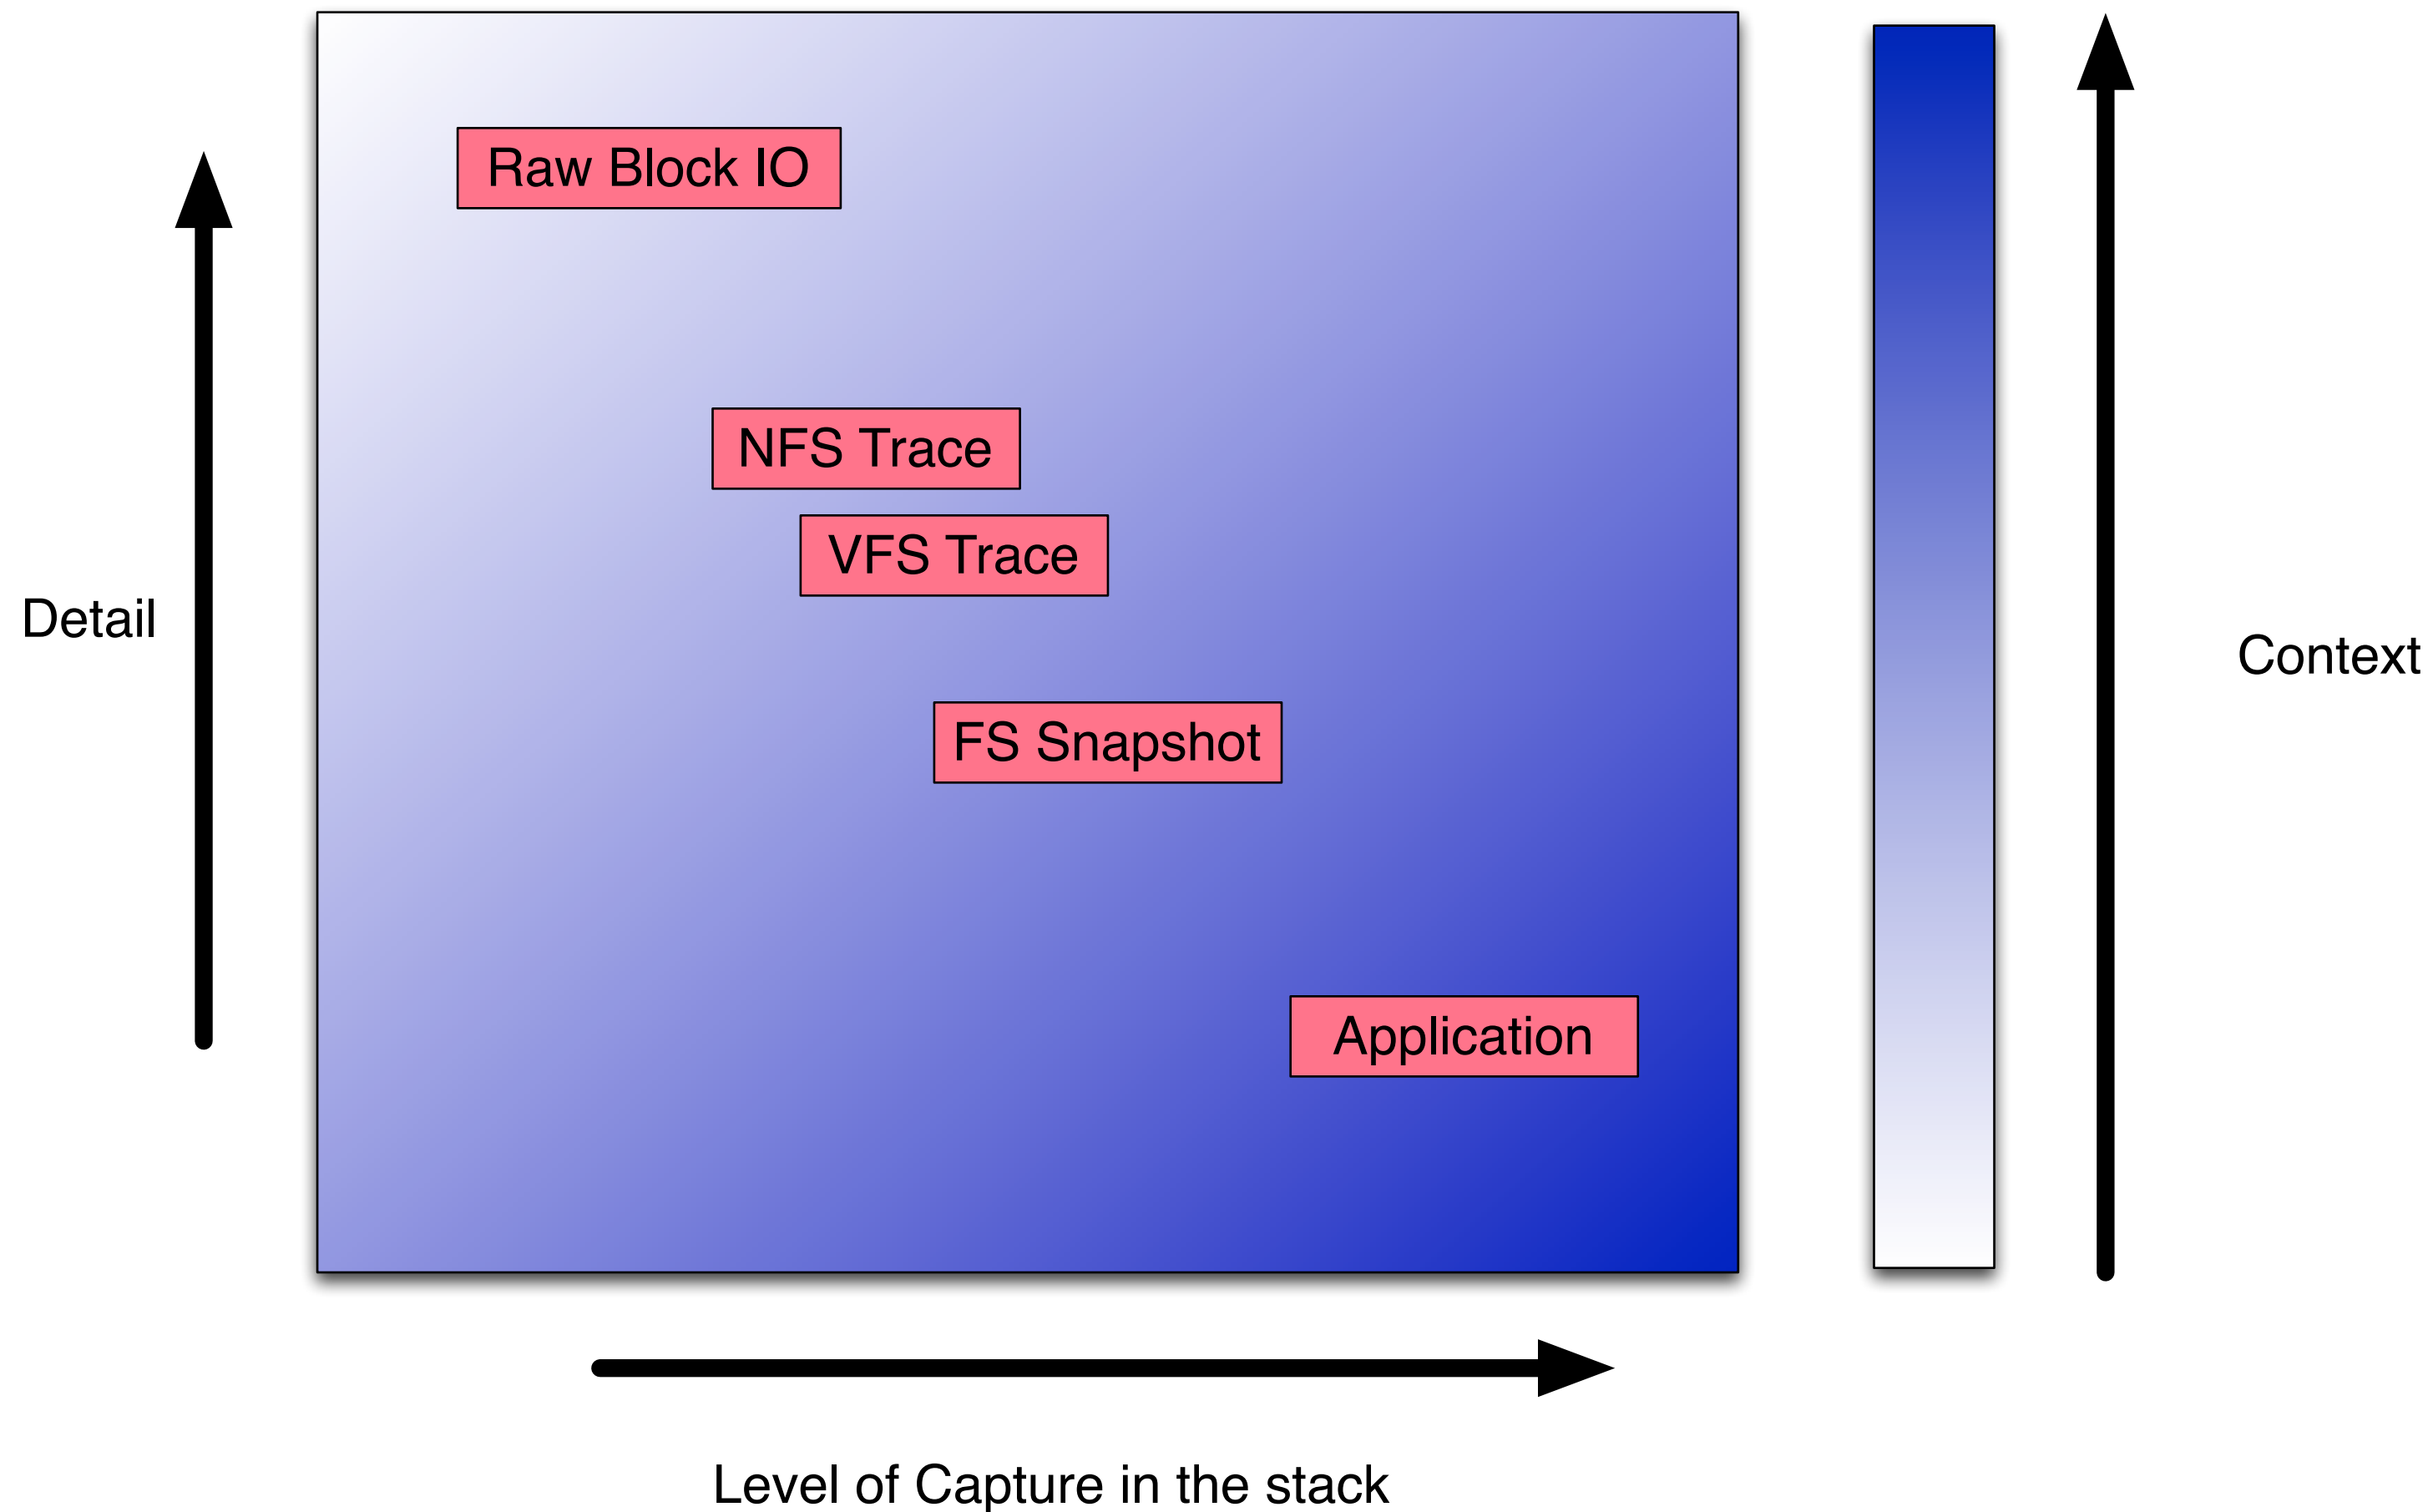 Raw Block IO
NFS Trace
VFS Trace
Detail
Context
FS Snapshot
Application
Level of Capture in the stack